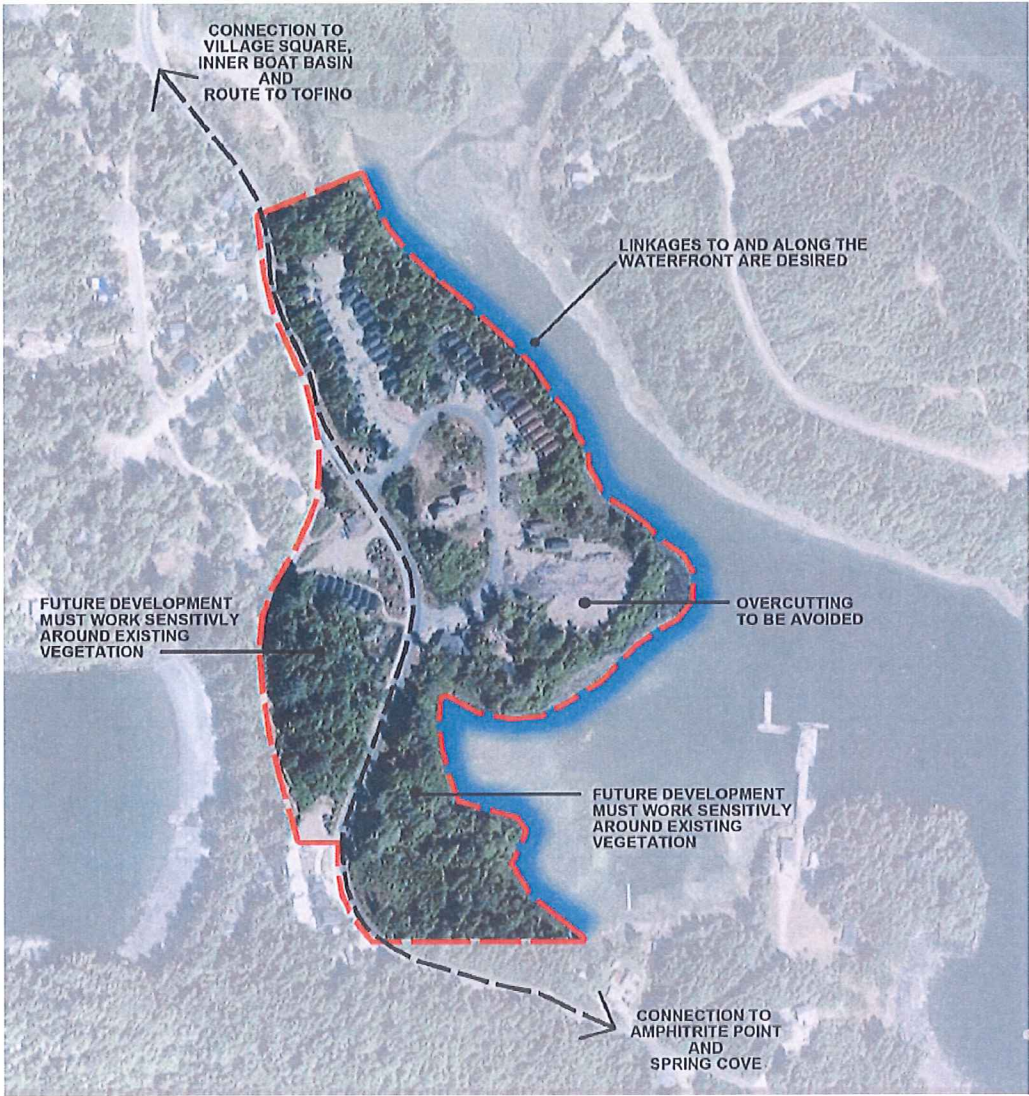 CONNECTION TO
VILLAGE SQUARE,
INNER BOAT BASIN
AND
ROUTE TO TOFINO
LINKAGES TO AND ALONG THE
WATERFRONT ARE DESIRED
FUTURE DEVELOPMENT
MUST WORK SENSITIVLY
AROUND EXISTING
VEGETATION
OVERCUTTING
TO BE AVOIDED
FUTURE DEVELOPMENT
MUST WORK SENSITIVLY
AROUND EXISTING
VEGETATION
CONNECTION TO
AMPHITRITE POINT
AND
SPRING COVE